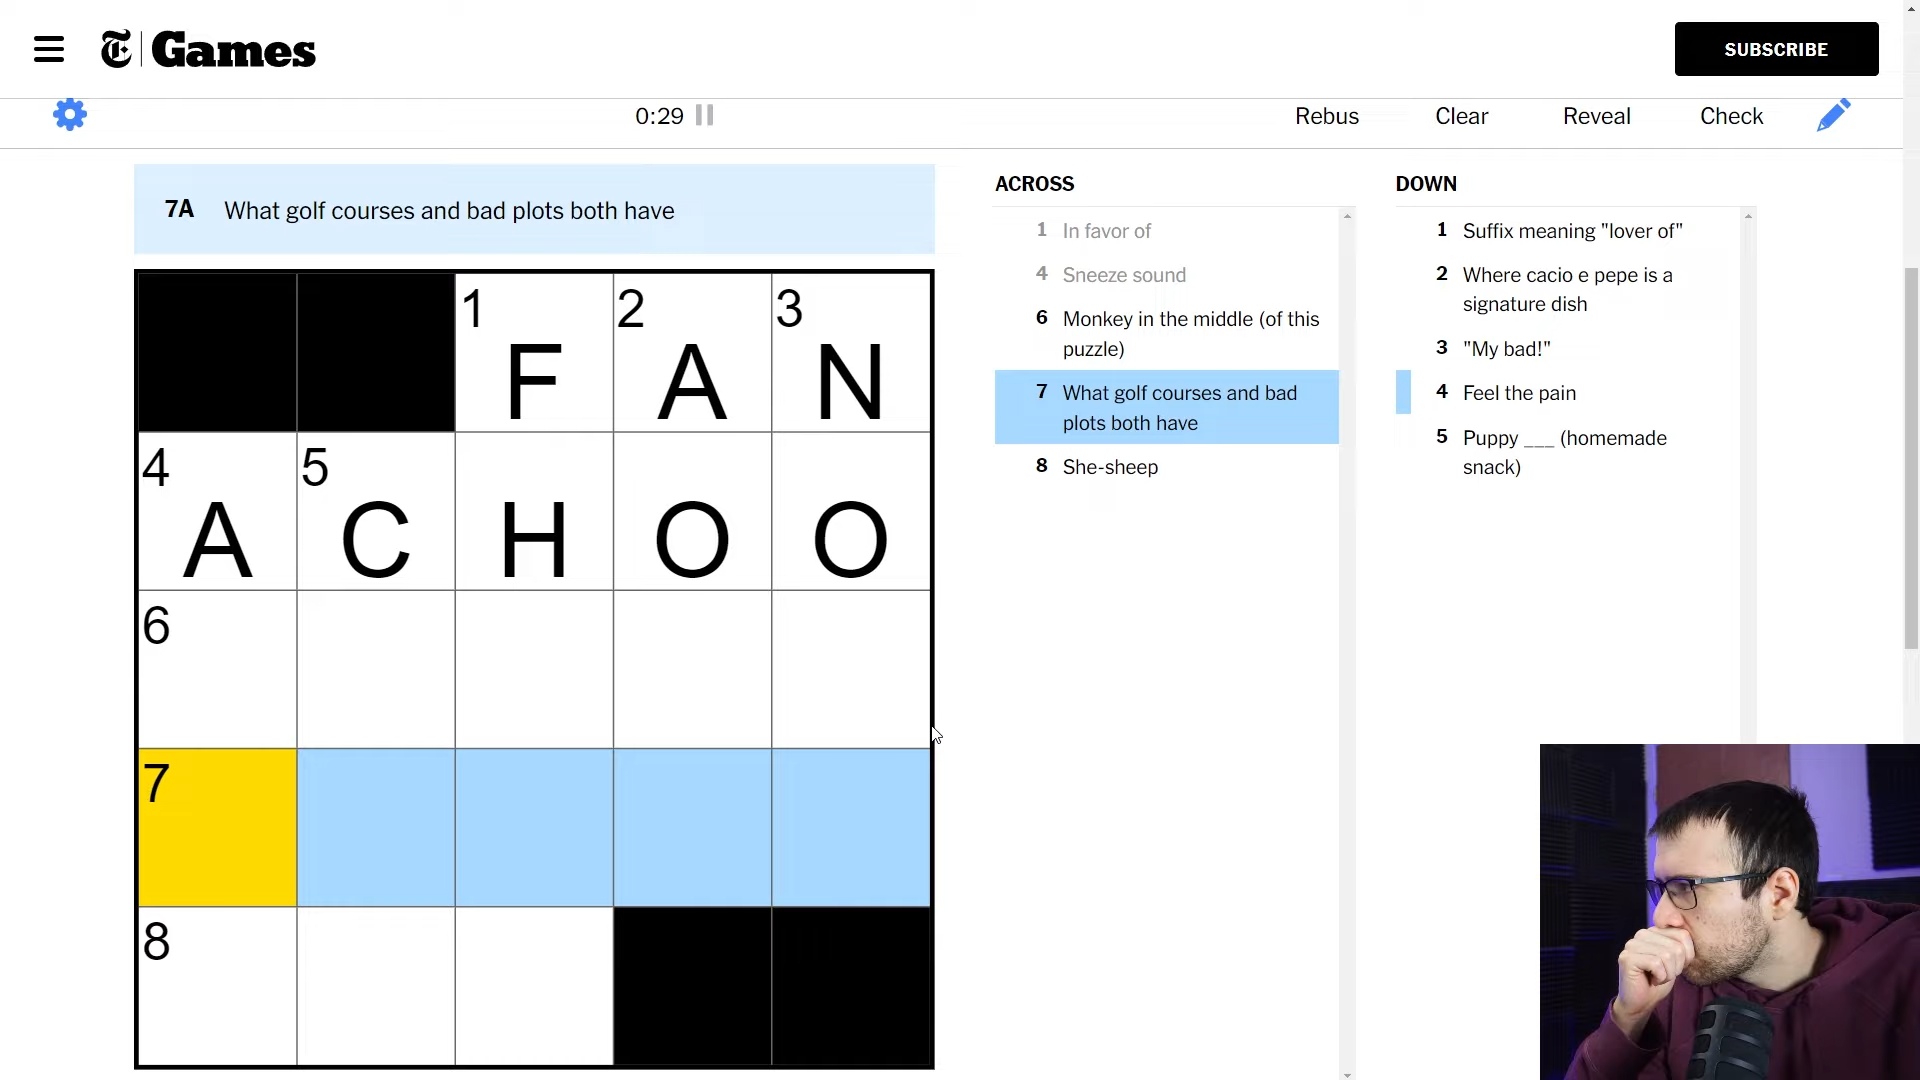 T Games
SUBSCRIBE
0:29
Rebus
Clear
Reveal
Check
7A What golf courses and bad plots both have
1 2 3
F A N
4 5
A C H O O
6
7
8
ACROSS
1 In favor of
4 Sneeze sound
6 Monkey in the middle (of this
puzzle)
7 What golf courses and bad
plots both have
8 She-sheep
DOWN
1 Suffix meaning "lover of"
2 Where cacio e pepe is a
signature dish
3 "My bad!"
4 Feel the pain
5 Puppy ___ (homemade
snack)